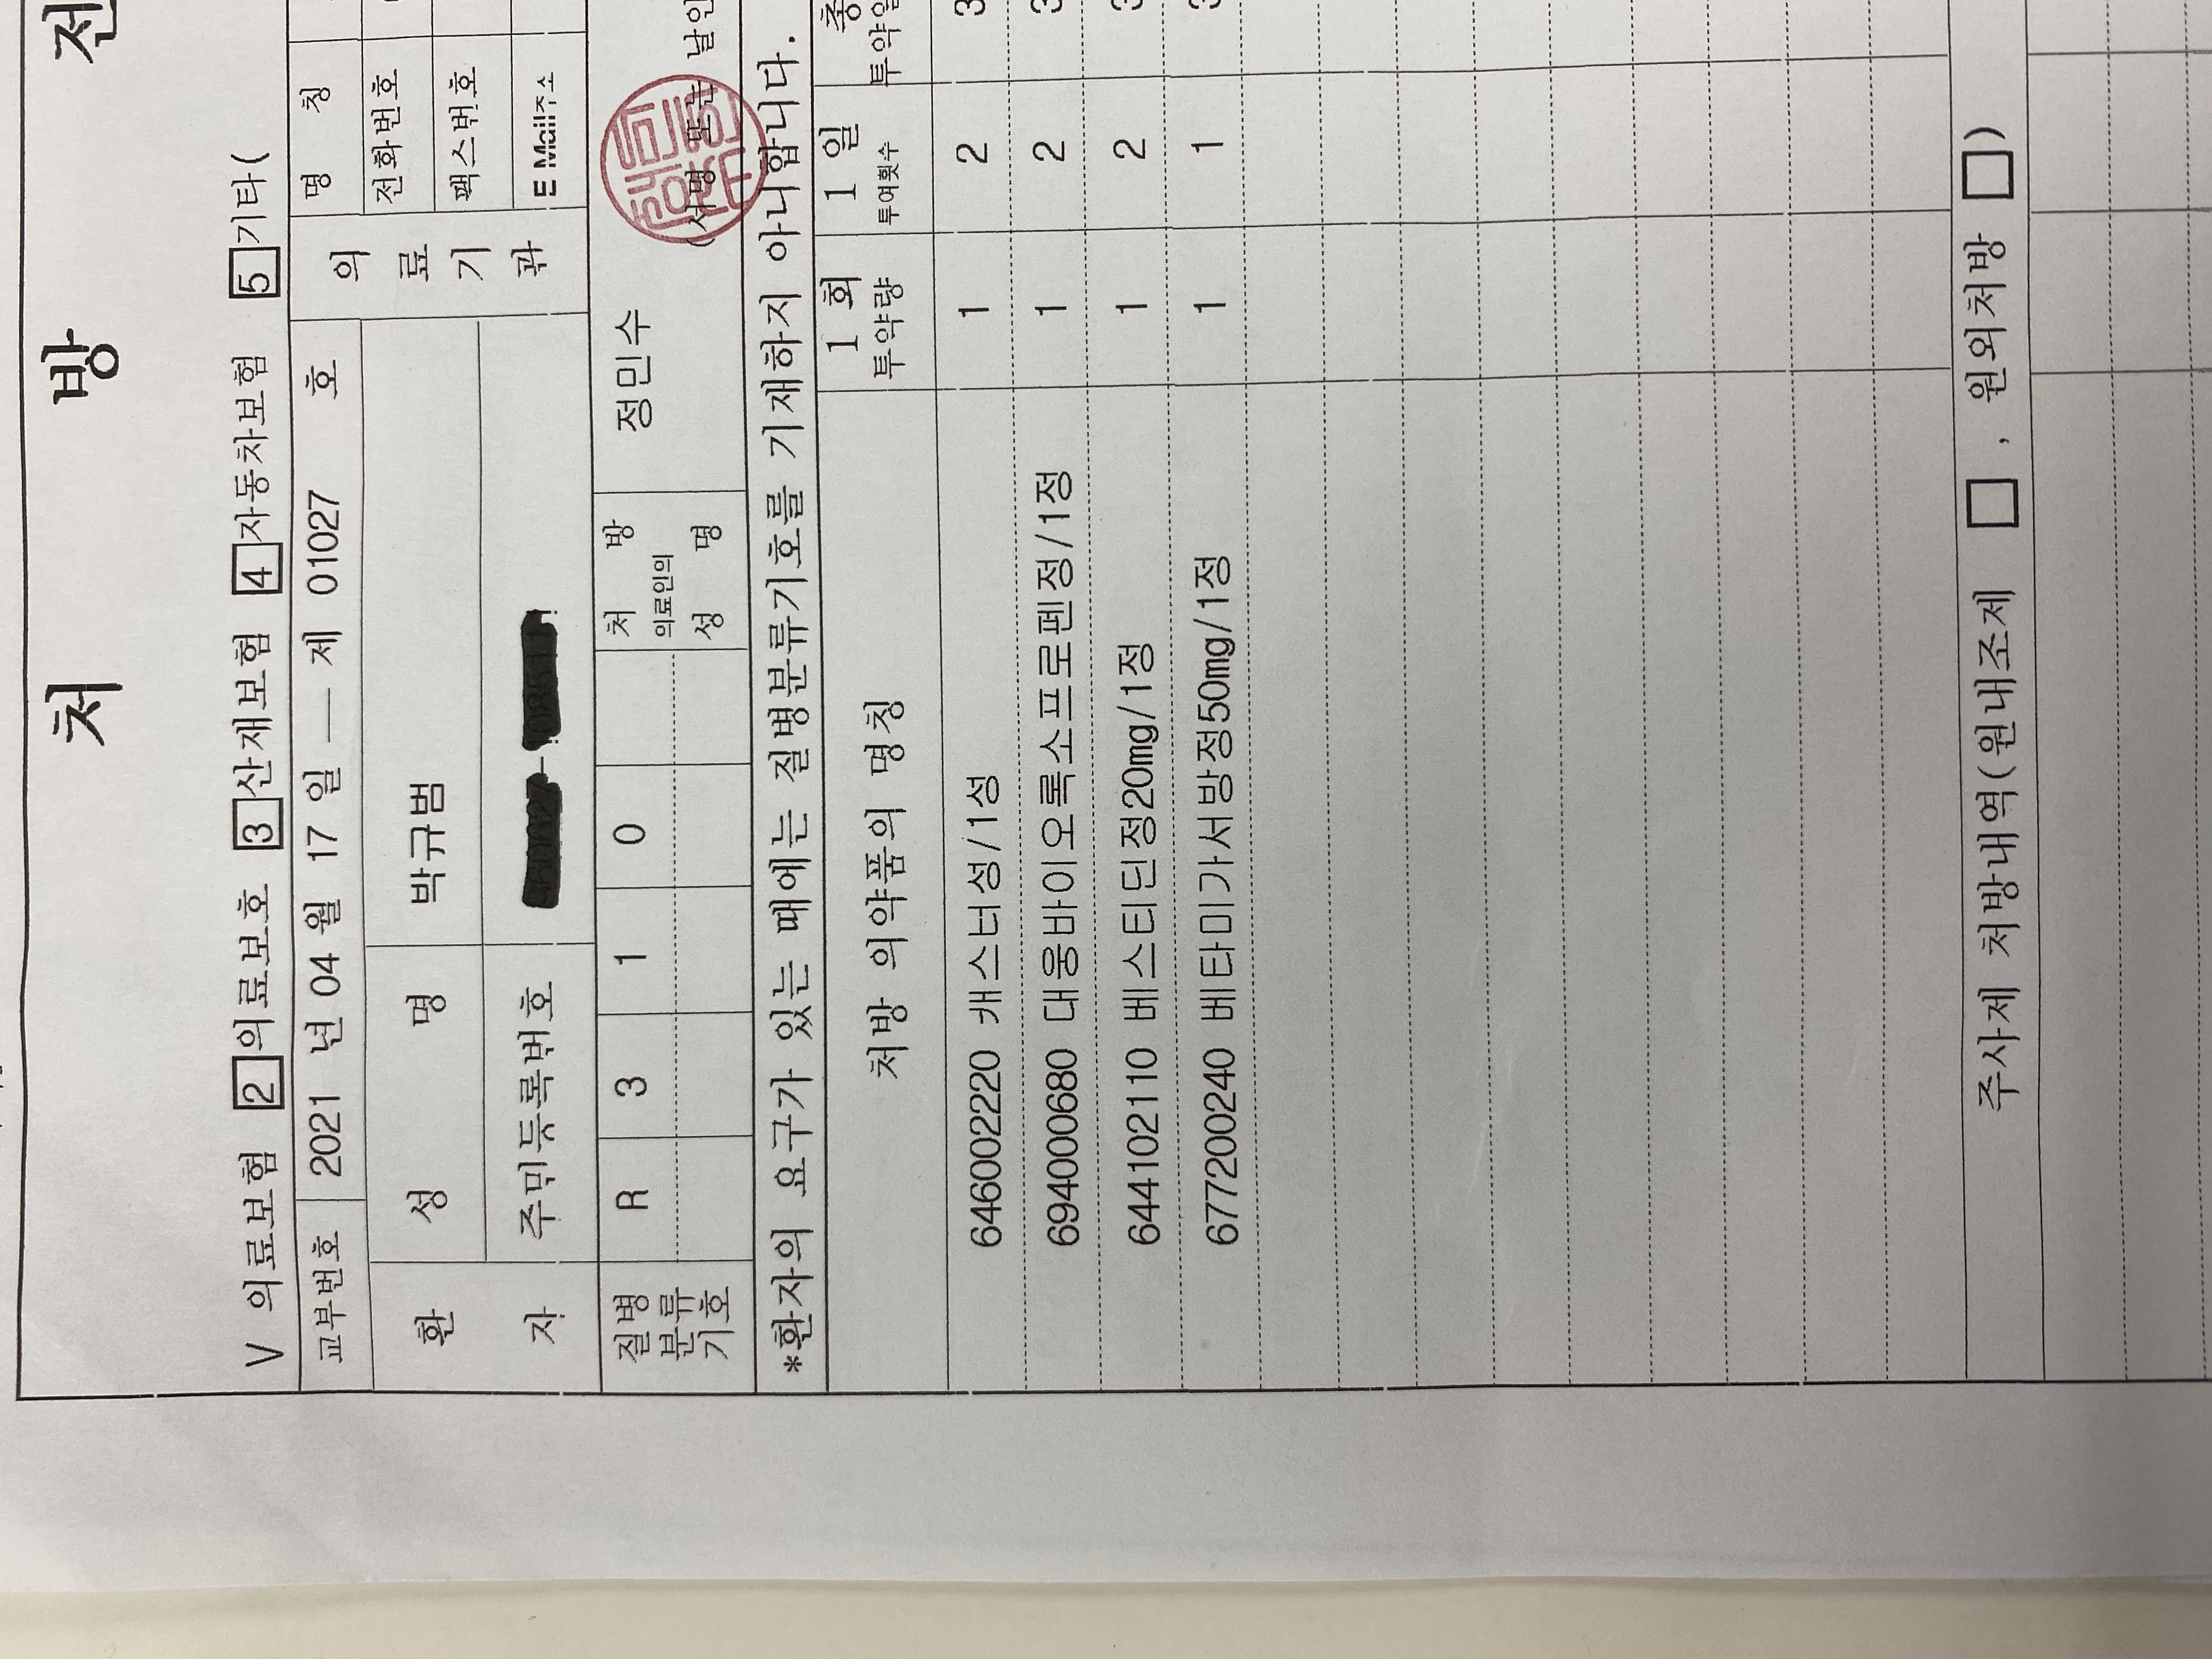 처 방 전
V 의료보험 2 의료보호 3 산재보험 4 자동차보험 5 기타(
교부번호 2021 년 04 월 17 일 — 제 01027 호
의료기관
명 칭
전화번호
팩스번호
E Mail주소
환자
성 명 박규범
주민등록번호
질병분류기호 R 3 1 0
처 방 의료인의 성 명 정민수
(서명 또는 날인
*환자의 요구가 있는 때에는 질병분류기호를 기재하지 아니합니다.
처방 의약품의 명칭 1 회 투약량 1 일 투여횟수 총 투약일
646002220 캐스터정/1정 1 2 3
694000680 대웅바이오록소프로펜정/1정 1 2 3
644102110 베스티딘정20mg/1정 1 2 3
677200240 베타미가서방정50mg/1정 1 1 3
주사제 처방내역(원내조제 □ , 원외처방 □)